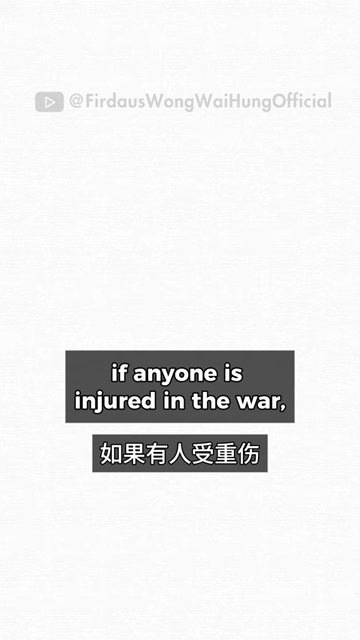 @FirdausWongWaiHungOfficial
if anyone is
injured in the war,
如果有人受重伤